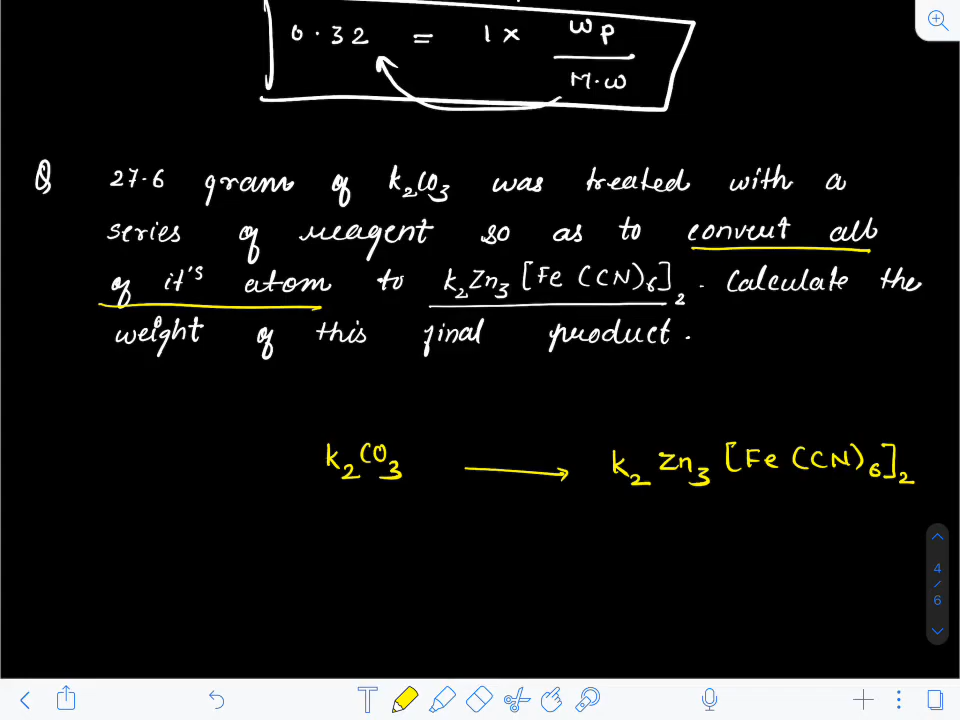 0.32 = 1 x wp
M.w
Q 27.6 grams of k₂CO₃ was treated with a
series of reagent so as to convert all
of it's atom to k₂Zn₃[Fe(CN)₆]₂. Calculate the
weight of this final product.
k₂CO₃ → k₂Zn₃[Fe(CN)₆]₂
4
/
6
T